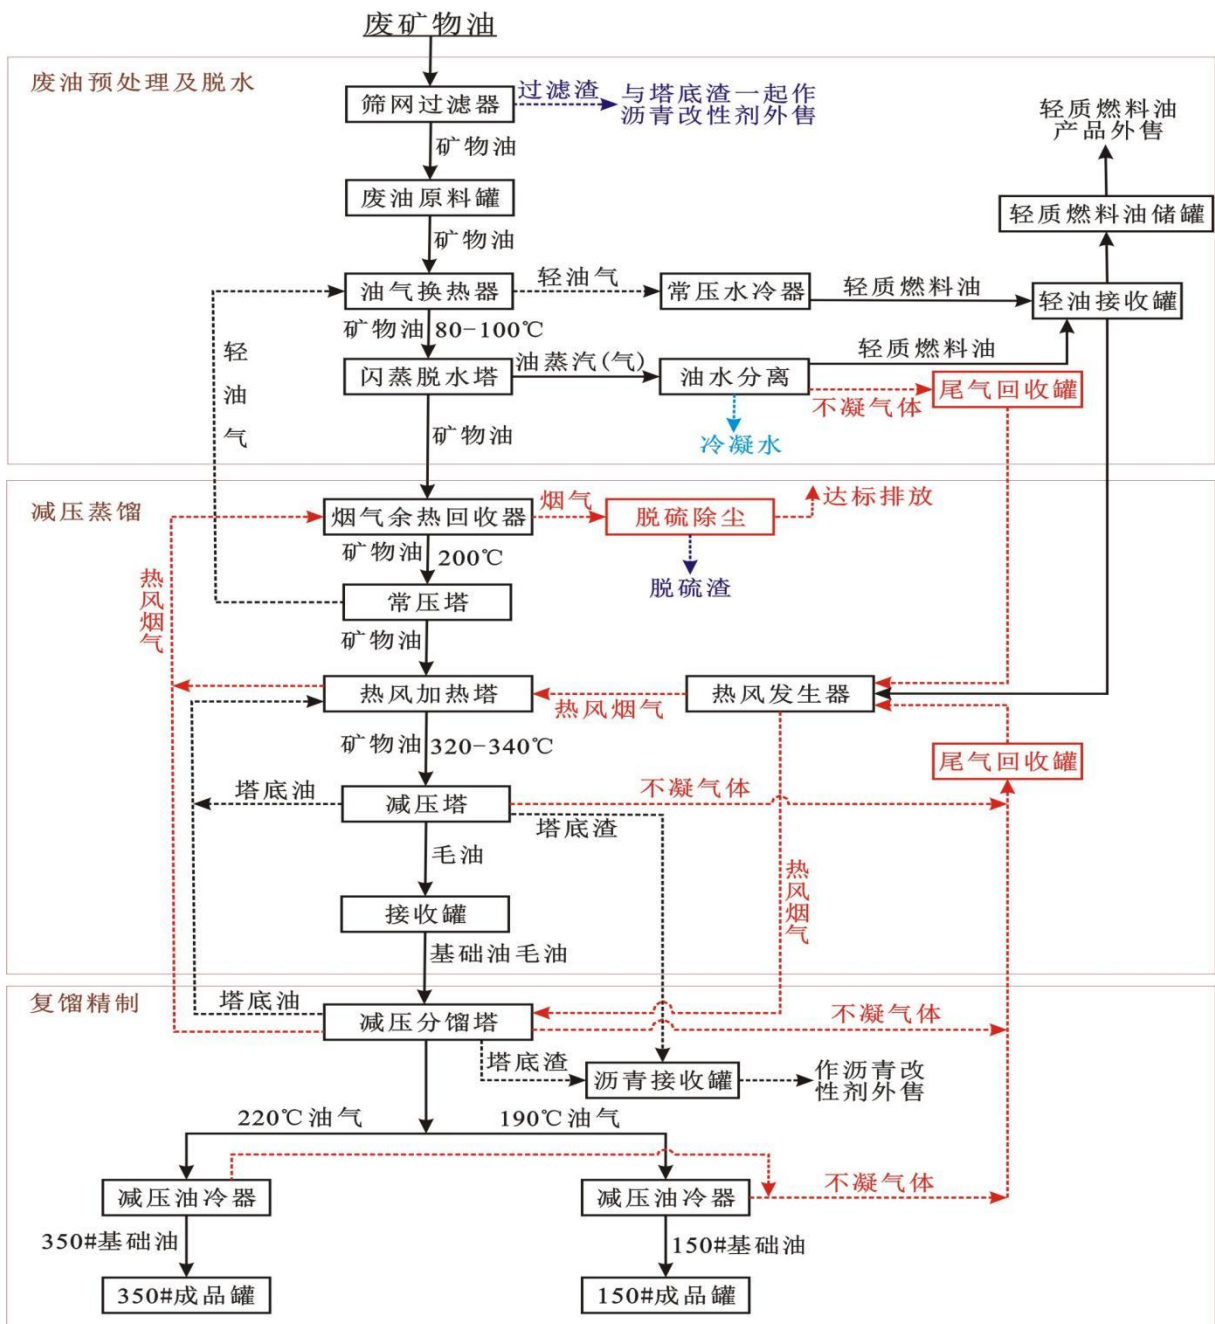 废矿物油
废油预处理及脱水
筛网过滤器
过滤渣
与塔底渣一起作
沥青改性剂外售
轻质燃料油
产品外售
矿物油
废油原料罐
轻质燃料油储罐
矿物油
油气换热器
轻油气
常压水冷器
轻质燃料油
轻油接收罐
矿物油 80-100℃
轻油气
闪蒸脱水塔
油蒸汽(气)
油水分离
轻质燃料油
不凝气体
尾气回收罐
矿物油
冷凝水
减压蒸馏
烟气余热回收器
烟气
脱硫除尘
达标排放
矿物油 200℃
脱硫渣
热风烟气
常压塔
矿物油
热风加热塔
热风烟气
热风发生器
矿物油 320-340℃
尾气回收罐
塔底油
减压塔
不凝气体
塔底渣
毛油
热风烟气
接收罐
基础油毛油
复馏精制
塔底油
减压分馏塔
不凝气体
塔底渣
沥青接收罐
作沥青改
性剂外售
220℃油气
190℃油气
减压油冷器
减压油冷器
不凝气体
350#基础油
150#基础油
350#成品罐
150#成品罐